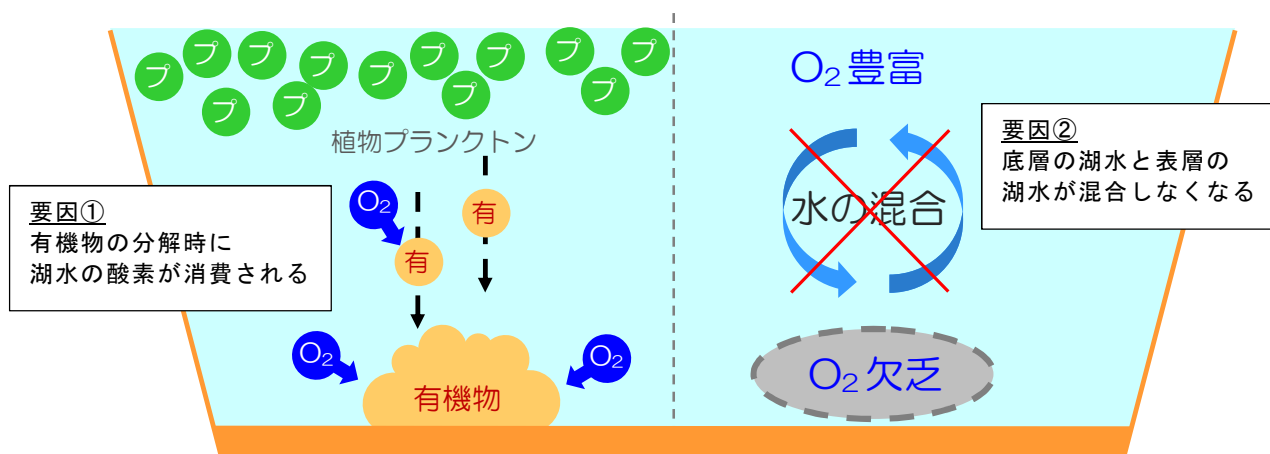 プ プ プ プ プ プ プ プ プ プ プ プ プ
植物プランクトン
要因①
有機物の分解時に
湖水の酸素が消費される
O₂
有
有
O₂
O₂
有機物
O₂豊富
要因②
底層の湖水と表層の
湖水が混合しなくなる
水の混合
O₂欠乏